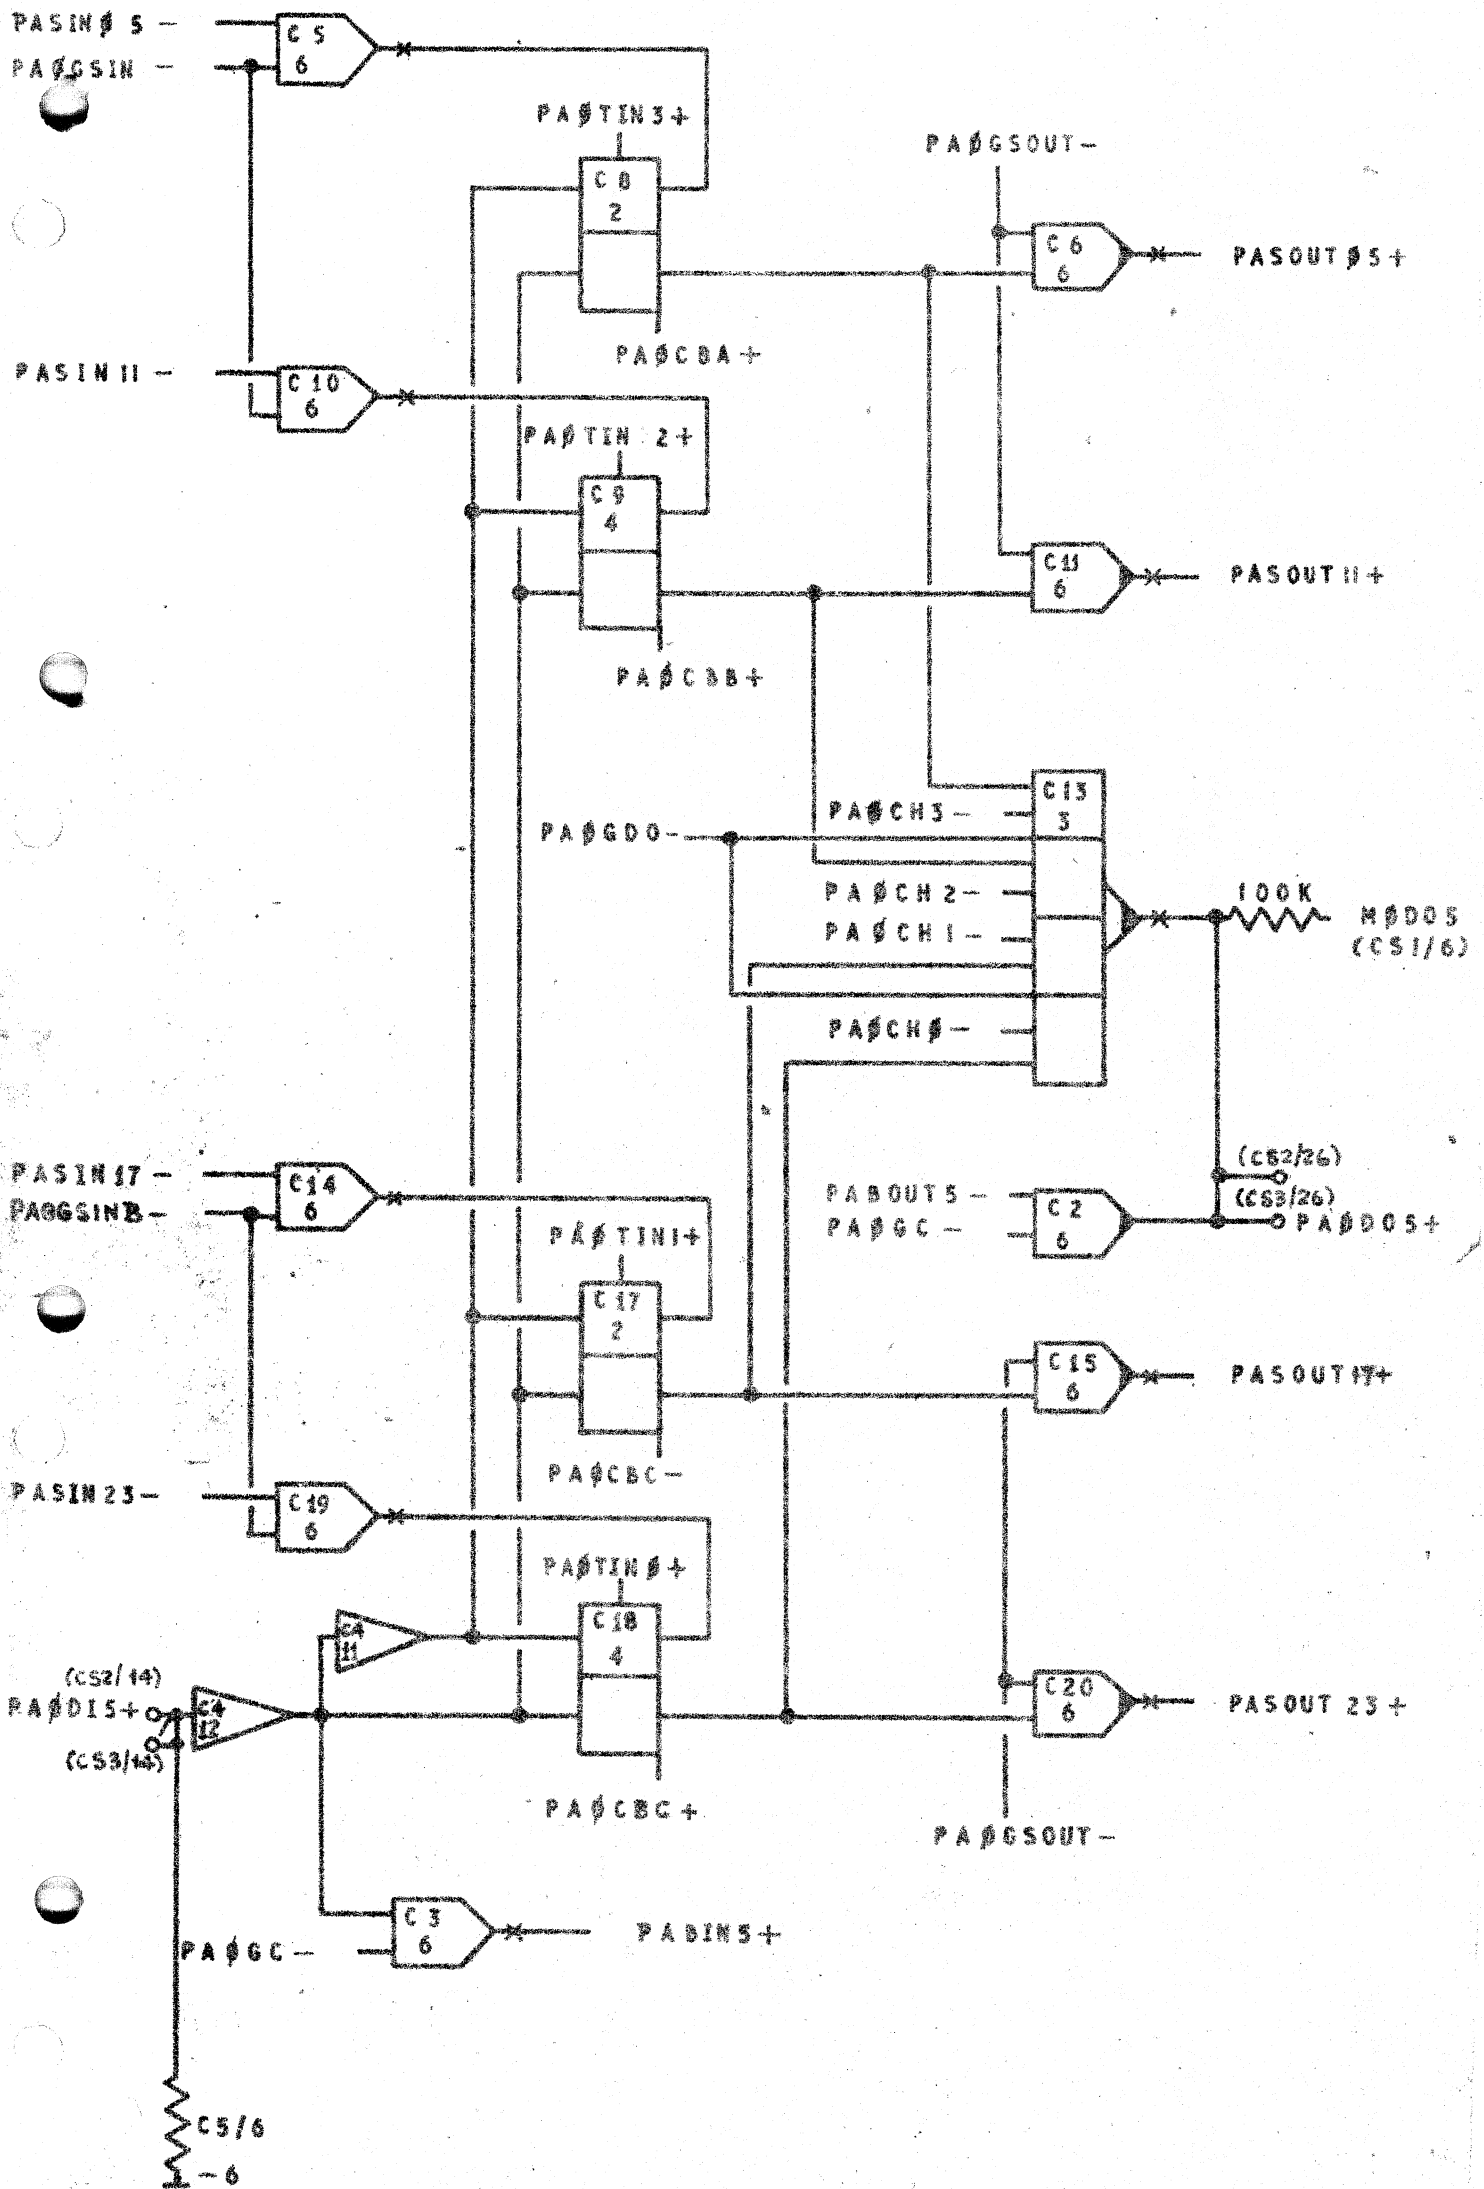 PASINØ5-
C5
6
PAØGSIN -
PAØTIN3+
PAØGSOUT-
C8
2
C6
6
PASOUTØ5+
PAØCBA+
PASIN11 -
C10
6
PAØTIN 2+
C9
4
C11
6
PASOUT11+
PAØCBB+
C13
3
PAØCH3-
PAØGDO-
PAØCH2-
100K
MØDO5
(CS1/6)
PAØCH1-
PAØCHØ-
PASIN17-
C14
6
PAØGSINB-
(CS2/26)
PABOUT5-
(CS3/26)
C2
6
PAØGC-
PAØDO5+
PAØTIN1+
C17
2
C15
6
PASOUT17+
PAØCBC-
PASIN23-
C19
6
PAØTINØ+
C18
4
C4
11
(CS2/14)
PAØDI5+
C4
12
(CS3/14)
C20
6
PASOUT 23+
PAØCBC+
PAØGSOUT-
C3
6
PABIN5+
PAØGC-
C5/6
-6